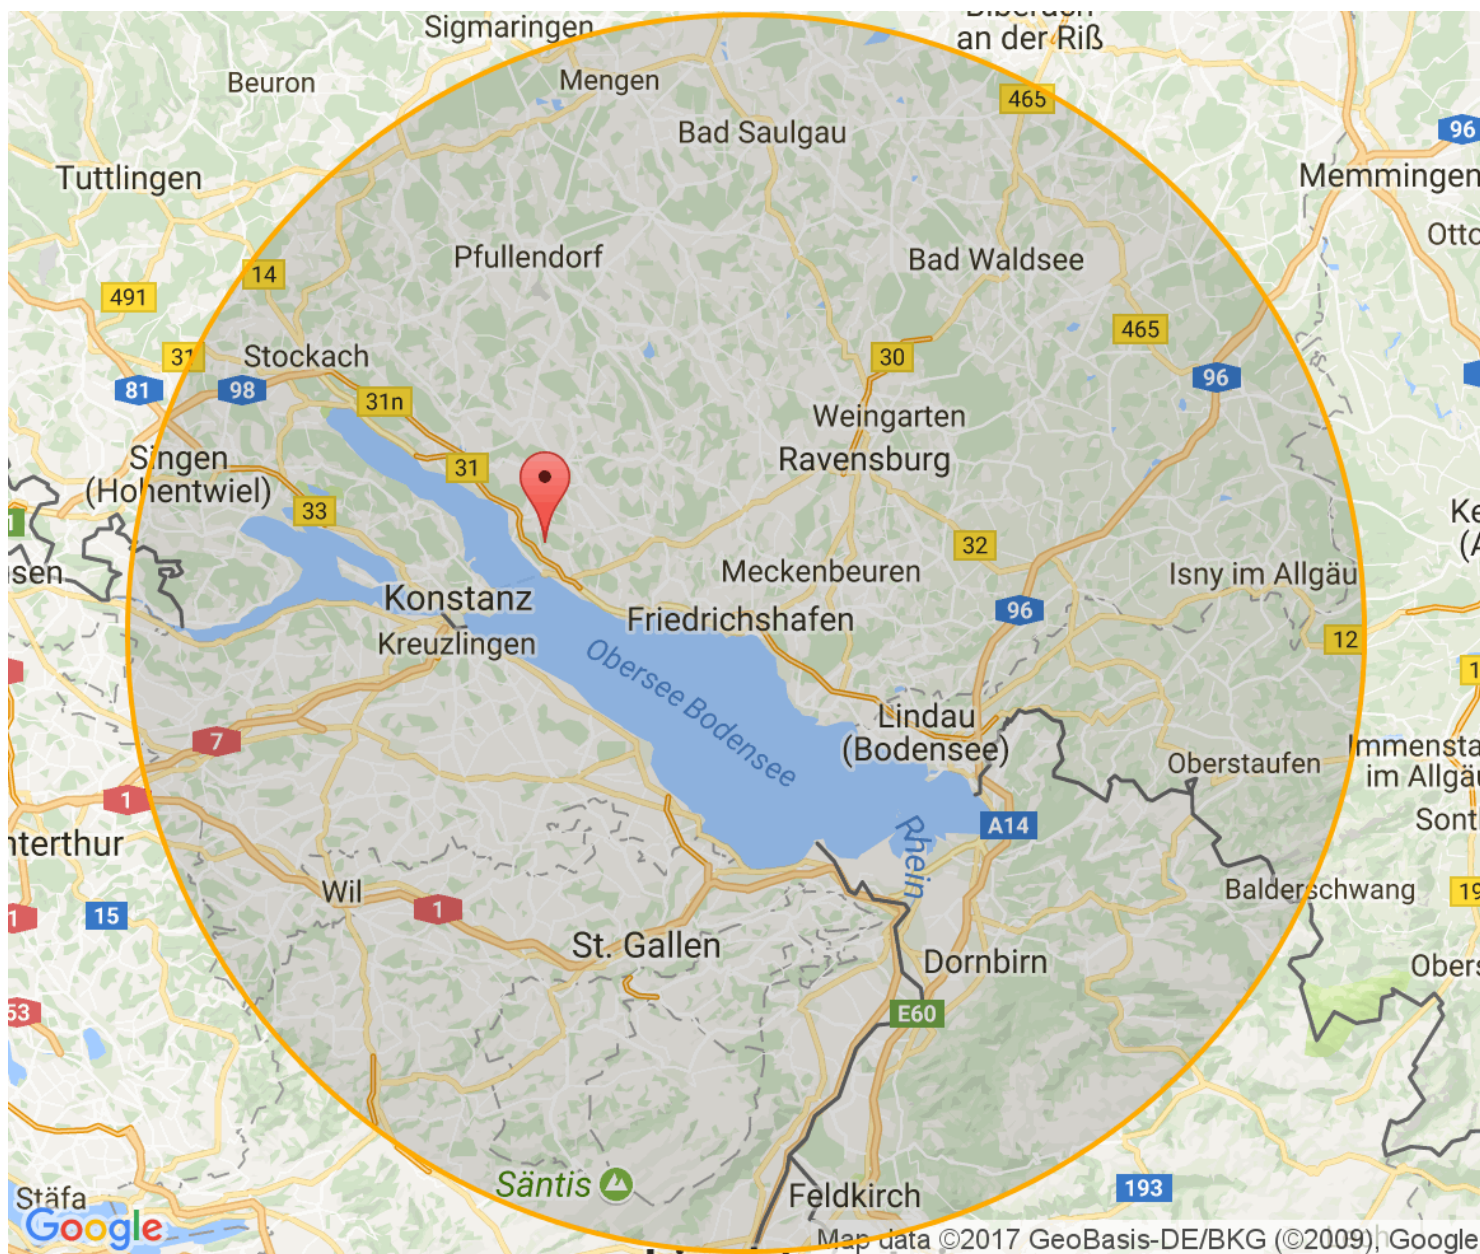 Sigmaringen
an der Riß
Beuron
Mengen
465
Bad Saulgau
96
Tuttlingen
Memmingen
Pfullendorf
Bad Waldsee
14
491
465
31
Stockach
30
81
98
31n
96
Weingarten
Singen
(Hohentwiel)
31
Ravensburg
33
32
Meckenbeuren
Isny im Allgäu
Konstanz
96
Friedrichshafen
Kreuzlingen
12
Obersee Bodensee
Lindau
(Bodensee)
7
Oberstaufen
im Allgäu
1
A14
Rhein
Wil
1
15
Balderschwang
St. Gallen
Dornbirn
E60
Säntis
193
Feldkirch
Stäfa
Google
Map data ©2017 GeoBasis-DE/BKG (©2009), Google